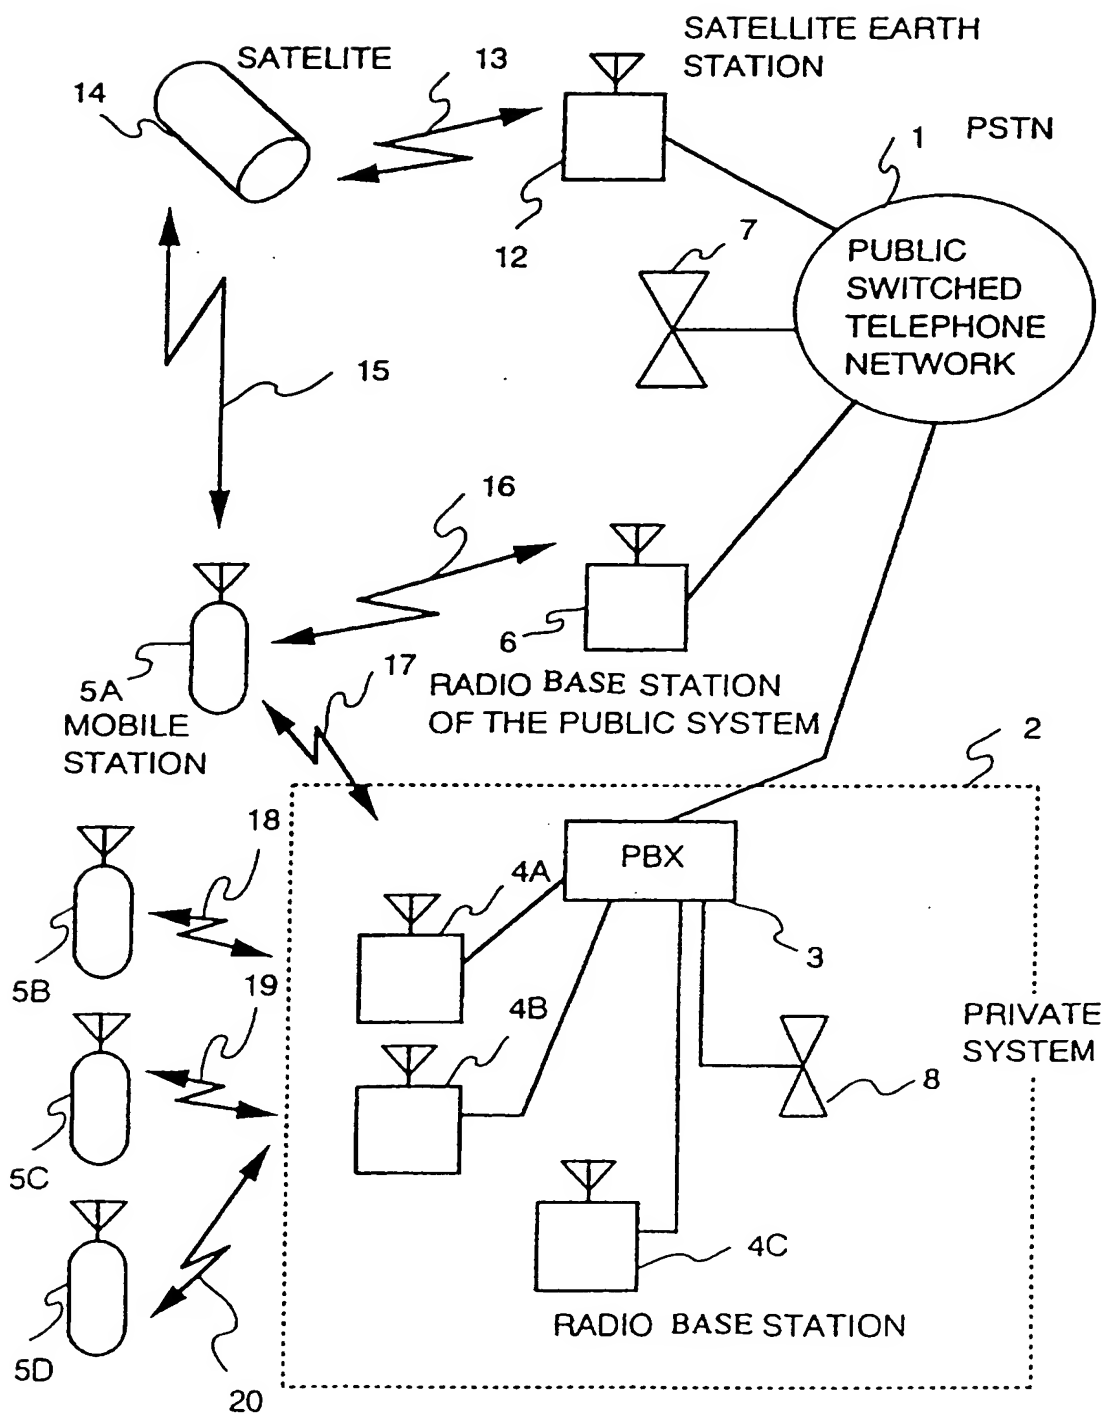 SATELITE
13
SATELLITE EARTH
STATION
14
12
1
PSTN
7
PUBLIC
SWITCHED
TELEPHONE
NETWORK
15
16
6
5A
MOBILE
STATION
17
RADIO BASE STATION
OF THE PUBLIC SYSTEM
2
18
PBX
4A
3
5B
19
4B
PRIVATE
SYSTEM
8
5C
4C
RADIO BASE STATION
5D
20